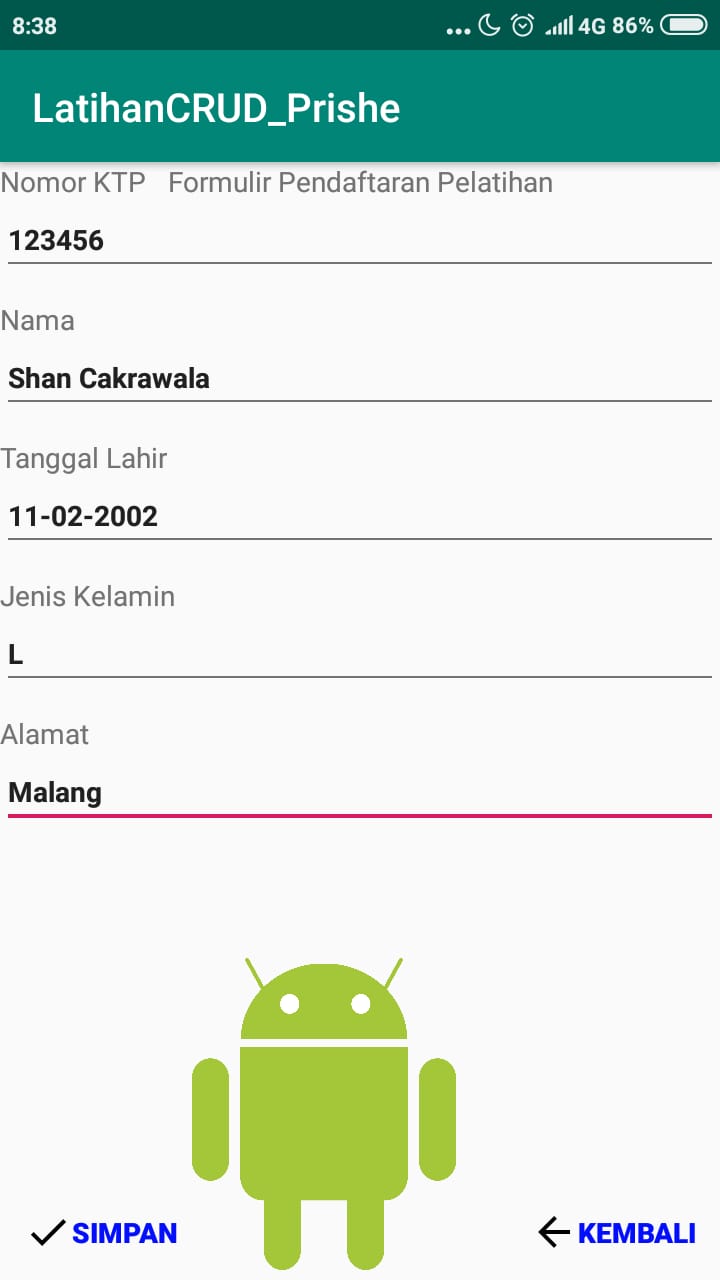 8:38 ... 4G 86%
LatihanCRUD_Prishe
Nomor KTP Formulir Pendaftaran Pelatihan
123456
Nama
Shan Cakrawala
Tanggal Lahir
11-02-2002
Jenis Kelamin
L
Alamat
Malang
SIMPAN KEMBALI